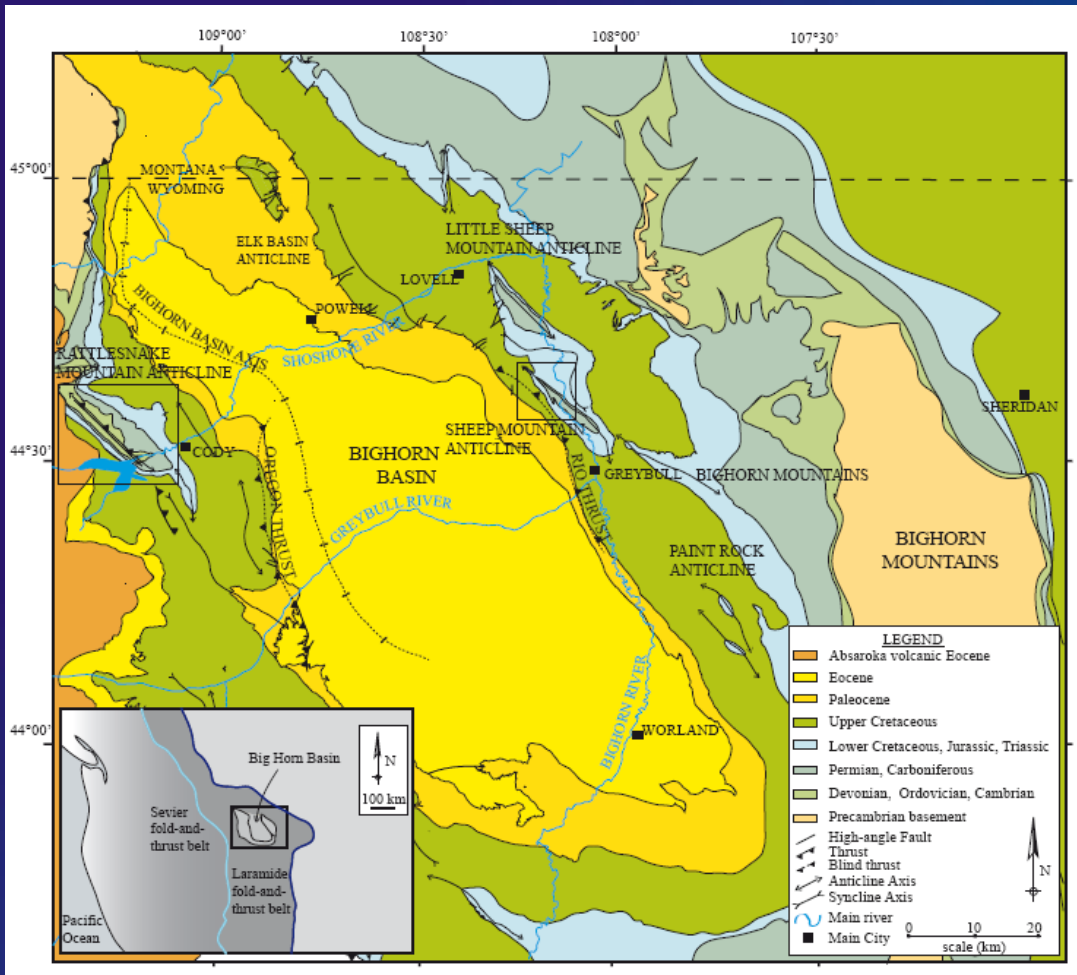 109°00'
108°30'
108°00'
107°30'
45°00'
MONTANA
WYOMING
ELK BASIN
ANTICLINE
LITTLE SHEEP
MOUNTAIN ANTICLINE
LOVELL
POWELL
BIGHORN BASIN AXIS
SHOSHONE RIVER
RATTLESNAKE
MOUNTAIN ANTICLINE
SHERIDAN
SHEEP MOUNTAIN
ANTICLINE
44°30'
CODY
BIGHORN
BASIN
GREYBULL
BIGHORN MOUNTAINS
OREGON THRUST
RIO THRUST
GREYBULL RIVER
PAINT ROCK
ANTICLINE
BIGHORN
MOUNTAINS
44°00'
BIGHORN RIVER
WORLAND
LEGEND
Absaroka volcanic Eocene
Eocene
Paleocene
Upper Cretaceous
Lower Cretaceous, Jurassic, Triassic
Permian, Carboniferous
Devonian, Ordovician, Cambrian
Precambrian basement
High-angle Fault
Thrust
Blind thrust
Anticline Axis
Syncline Axis
Main river
Main City
N
0 10 20
scale (km)
Big Horn Basin
N
100 km
Sevier
fold-and-
thrust belt
Laramide
fold-and-
thrust belt
Pacific
Ocean